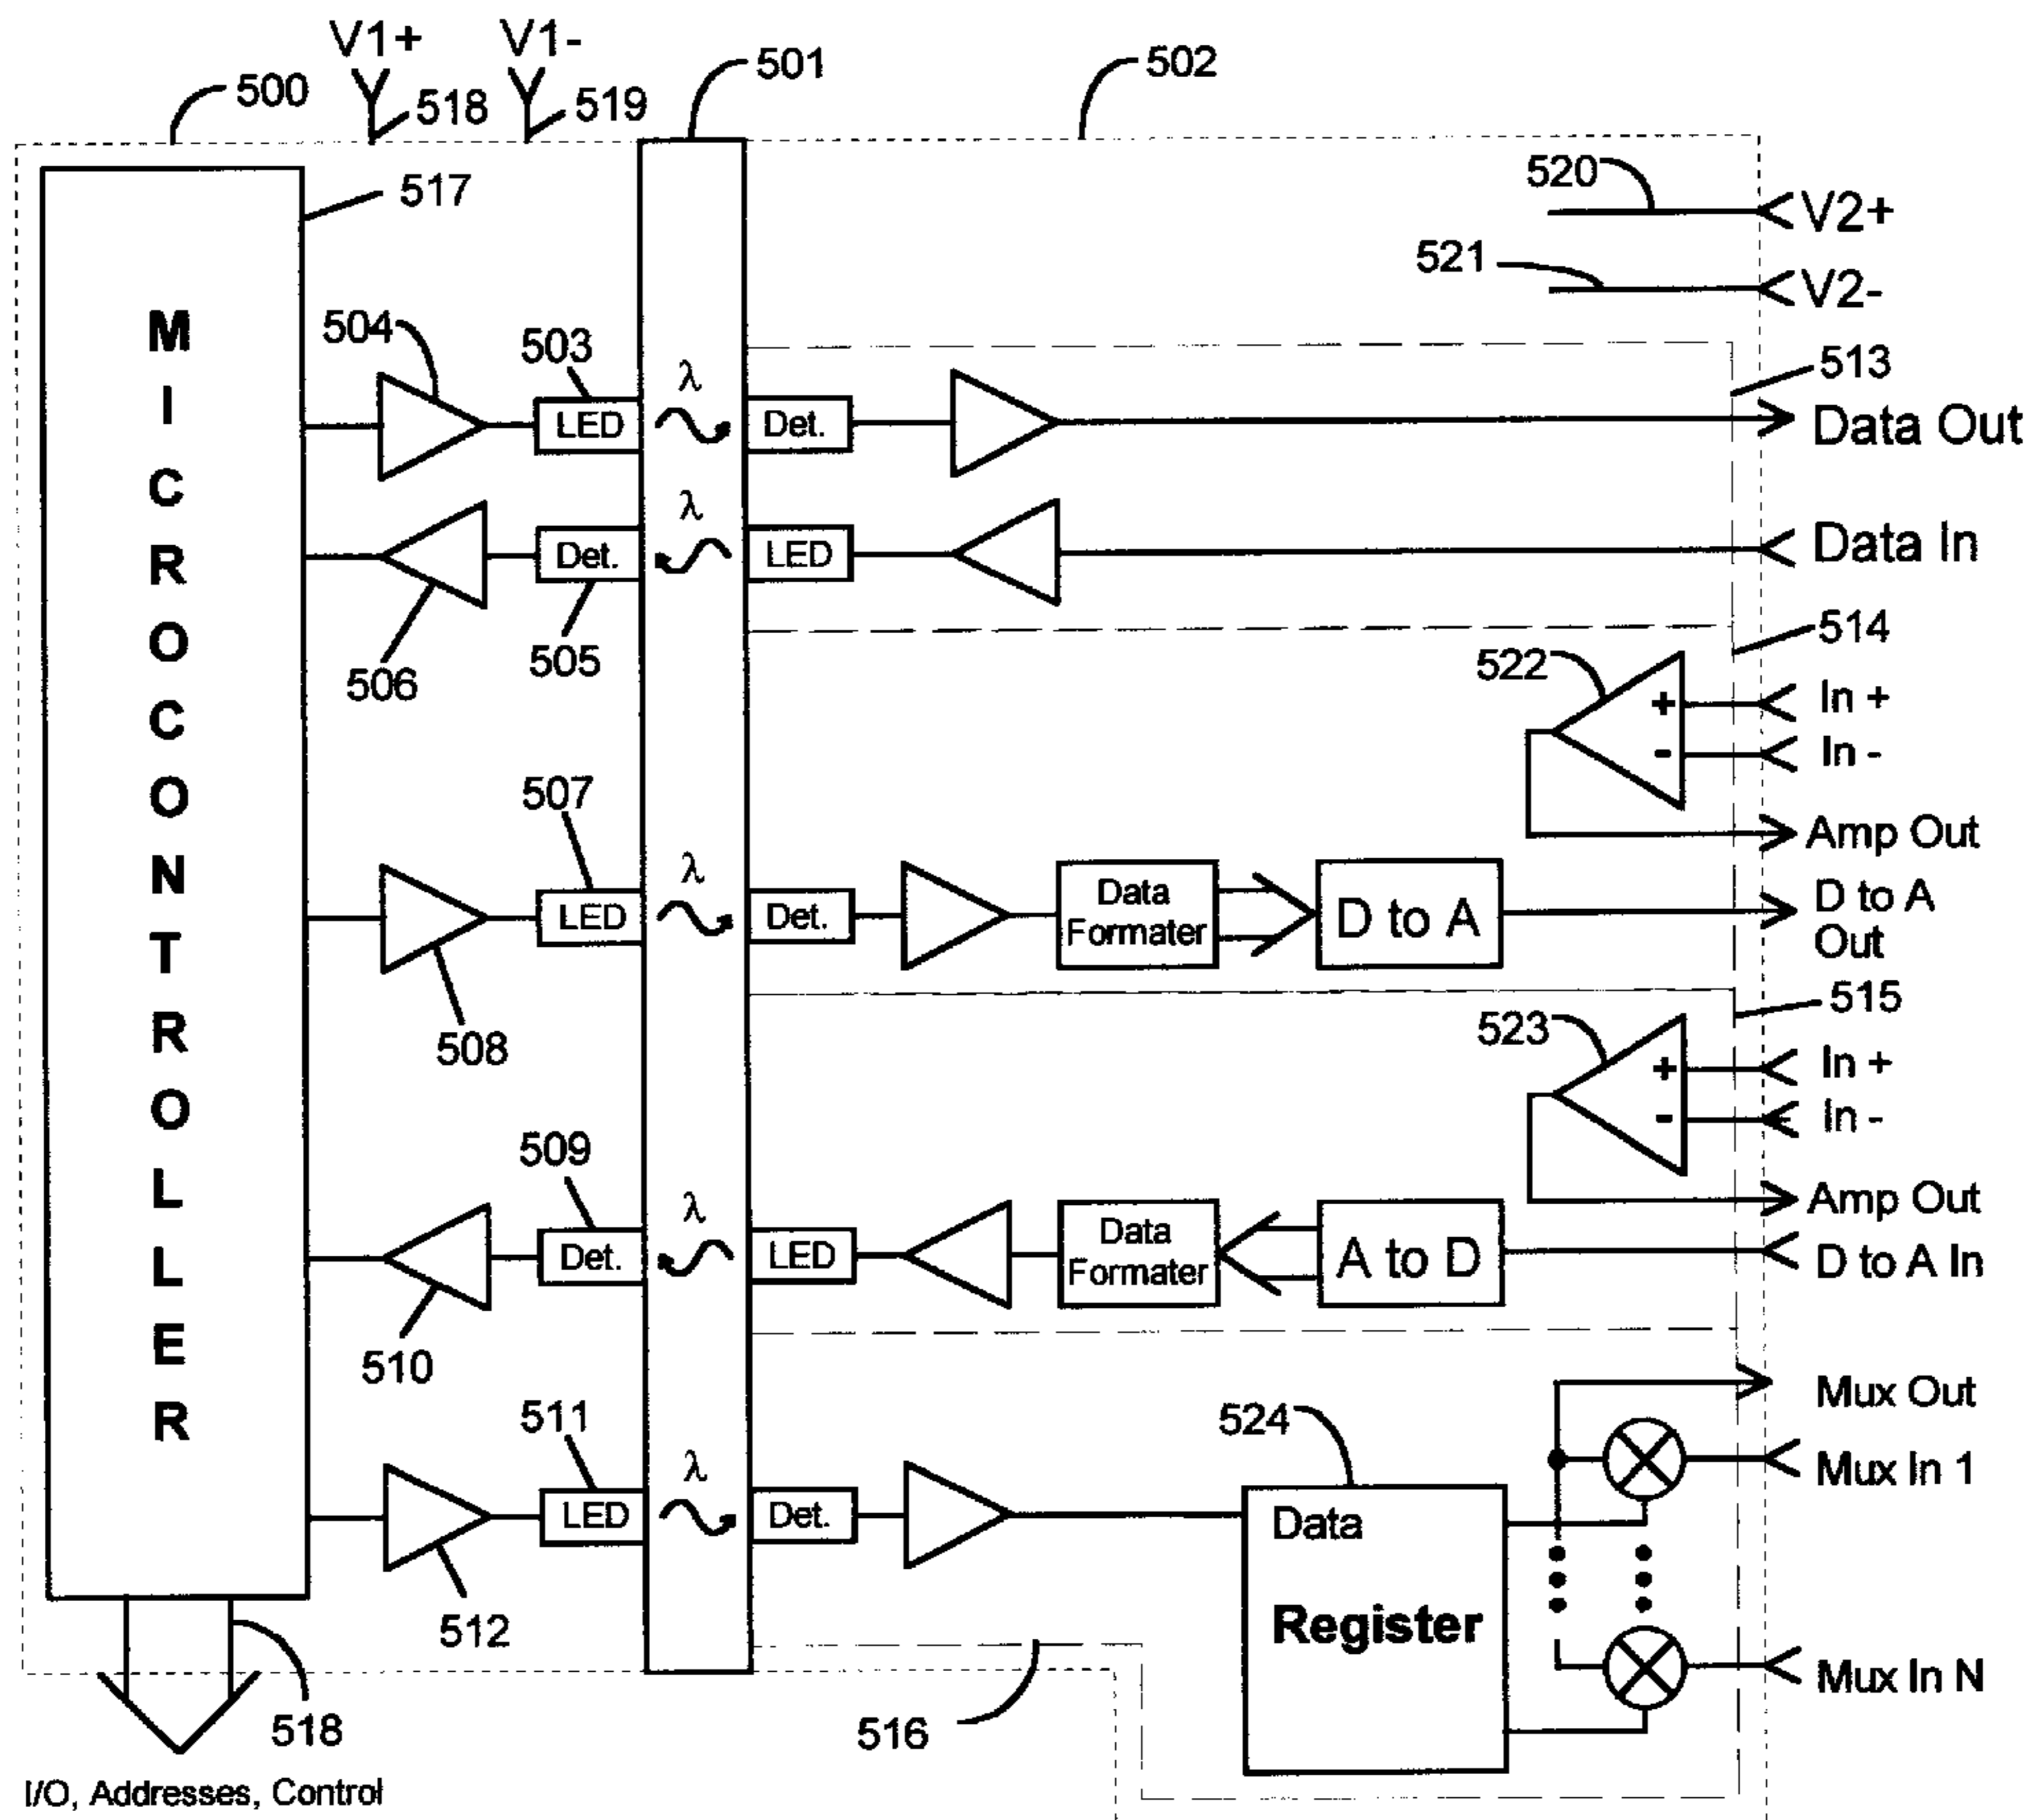 V1+ V1-
500 518 519 501 502
517
520
V2+
521
V2-
MICROCONTROLLER
504
503
λ
513
LED
Det.
Data Out
λ
Det.
LED
Data In
506
505
514
522
+
-
In +
In -
Amp Out
507
λ
LED
Det.
Data
Formater
D to A
D to A
Out
508
515
523
+
-
In +
In -
Amp Out
509
λ
Det.
LED
Data
Formater
A to D
D to A In
510
Mux Out
511
524
λ
LED
Det.
Data
Register
Mux In 1
512
Mux In N
518
516
I/O, Addresses, Control